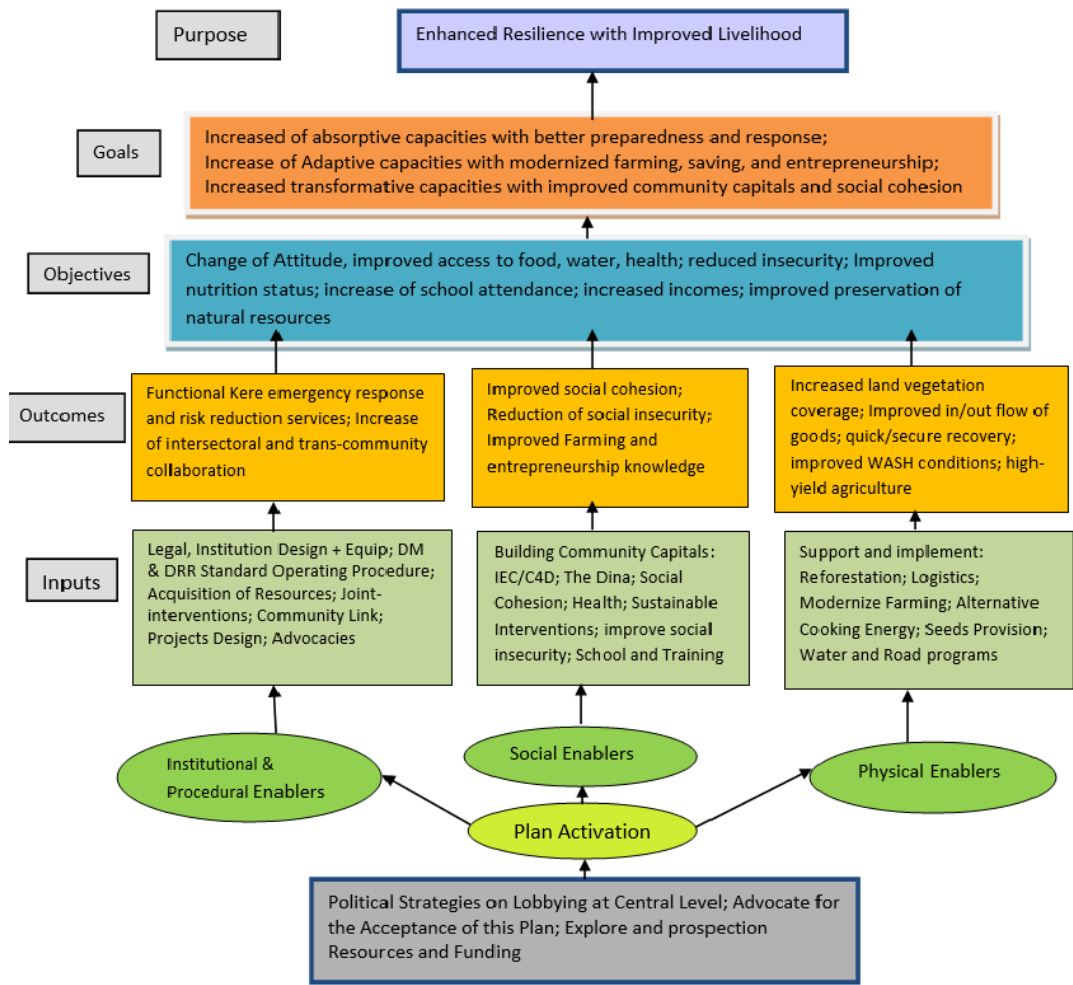 Purpose
Enhanced Resilience with Improved Livelihood
Goals
Increased of absorptive capacities with better preparedness and response;
Increase of Adaptive capacities with modernized farming, saving, and entrepreneurship;
Increased transformative capacities with improved community capitals and social cohesion
Objectives
Change of Attitude, improved access to food, water, health; reduced insecurity; Improved
nutrition status; increase of school attendance; increased incomes; improved preservation of
natural resources
Outcomes
Functional Kere emergency response
and risk reduction services; Increase
of intersectoral and trans-community
collaboration
Improved social cohesion;
Reduction of social insecurity;
Improved Farming and
entrepreneurship knowledge
Increased land vegetation
coverage; Improved in/out flow of
goods; quick/secure recovery;
improved WASH conditions; high-
yield agriculture
Inputs
Legal, Institution Design + Equip; DM
& DRR Standard Operating Procedure;
Acquisition of Resources; Joint-
interventions; Community Link;
Projects Design; Advocacies
Building Community Capitals:
IEC/C4D; The Dina; Social
Cohesion; Health; Sustainable
Interventions; improve social
insecurity; School and Training
Support and implement:
Reforestation; Logistics;
Modernize Farming; Alternative
Cooking Energy; Seeds Provision;
Water and Road programs
Institutional &
Procedural Enablers
Social Enablers
Physical Enablers
Plan Activation
Political Strategies on Lobbying at Central Level; Advocate for
the Acceptance of this Plan; Explore and prospection
Resources and Funding